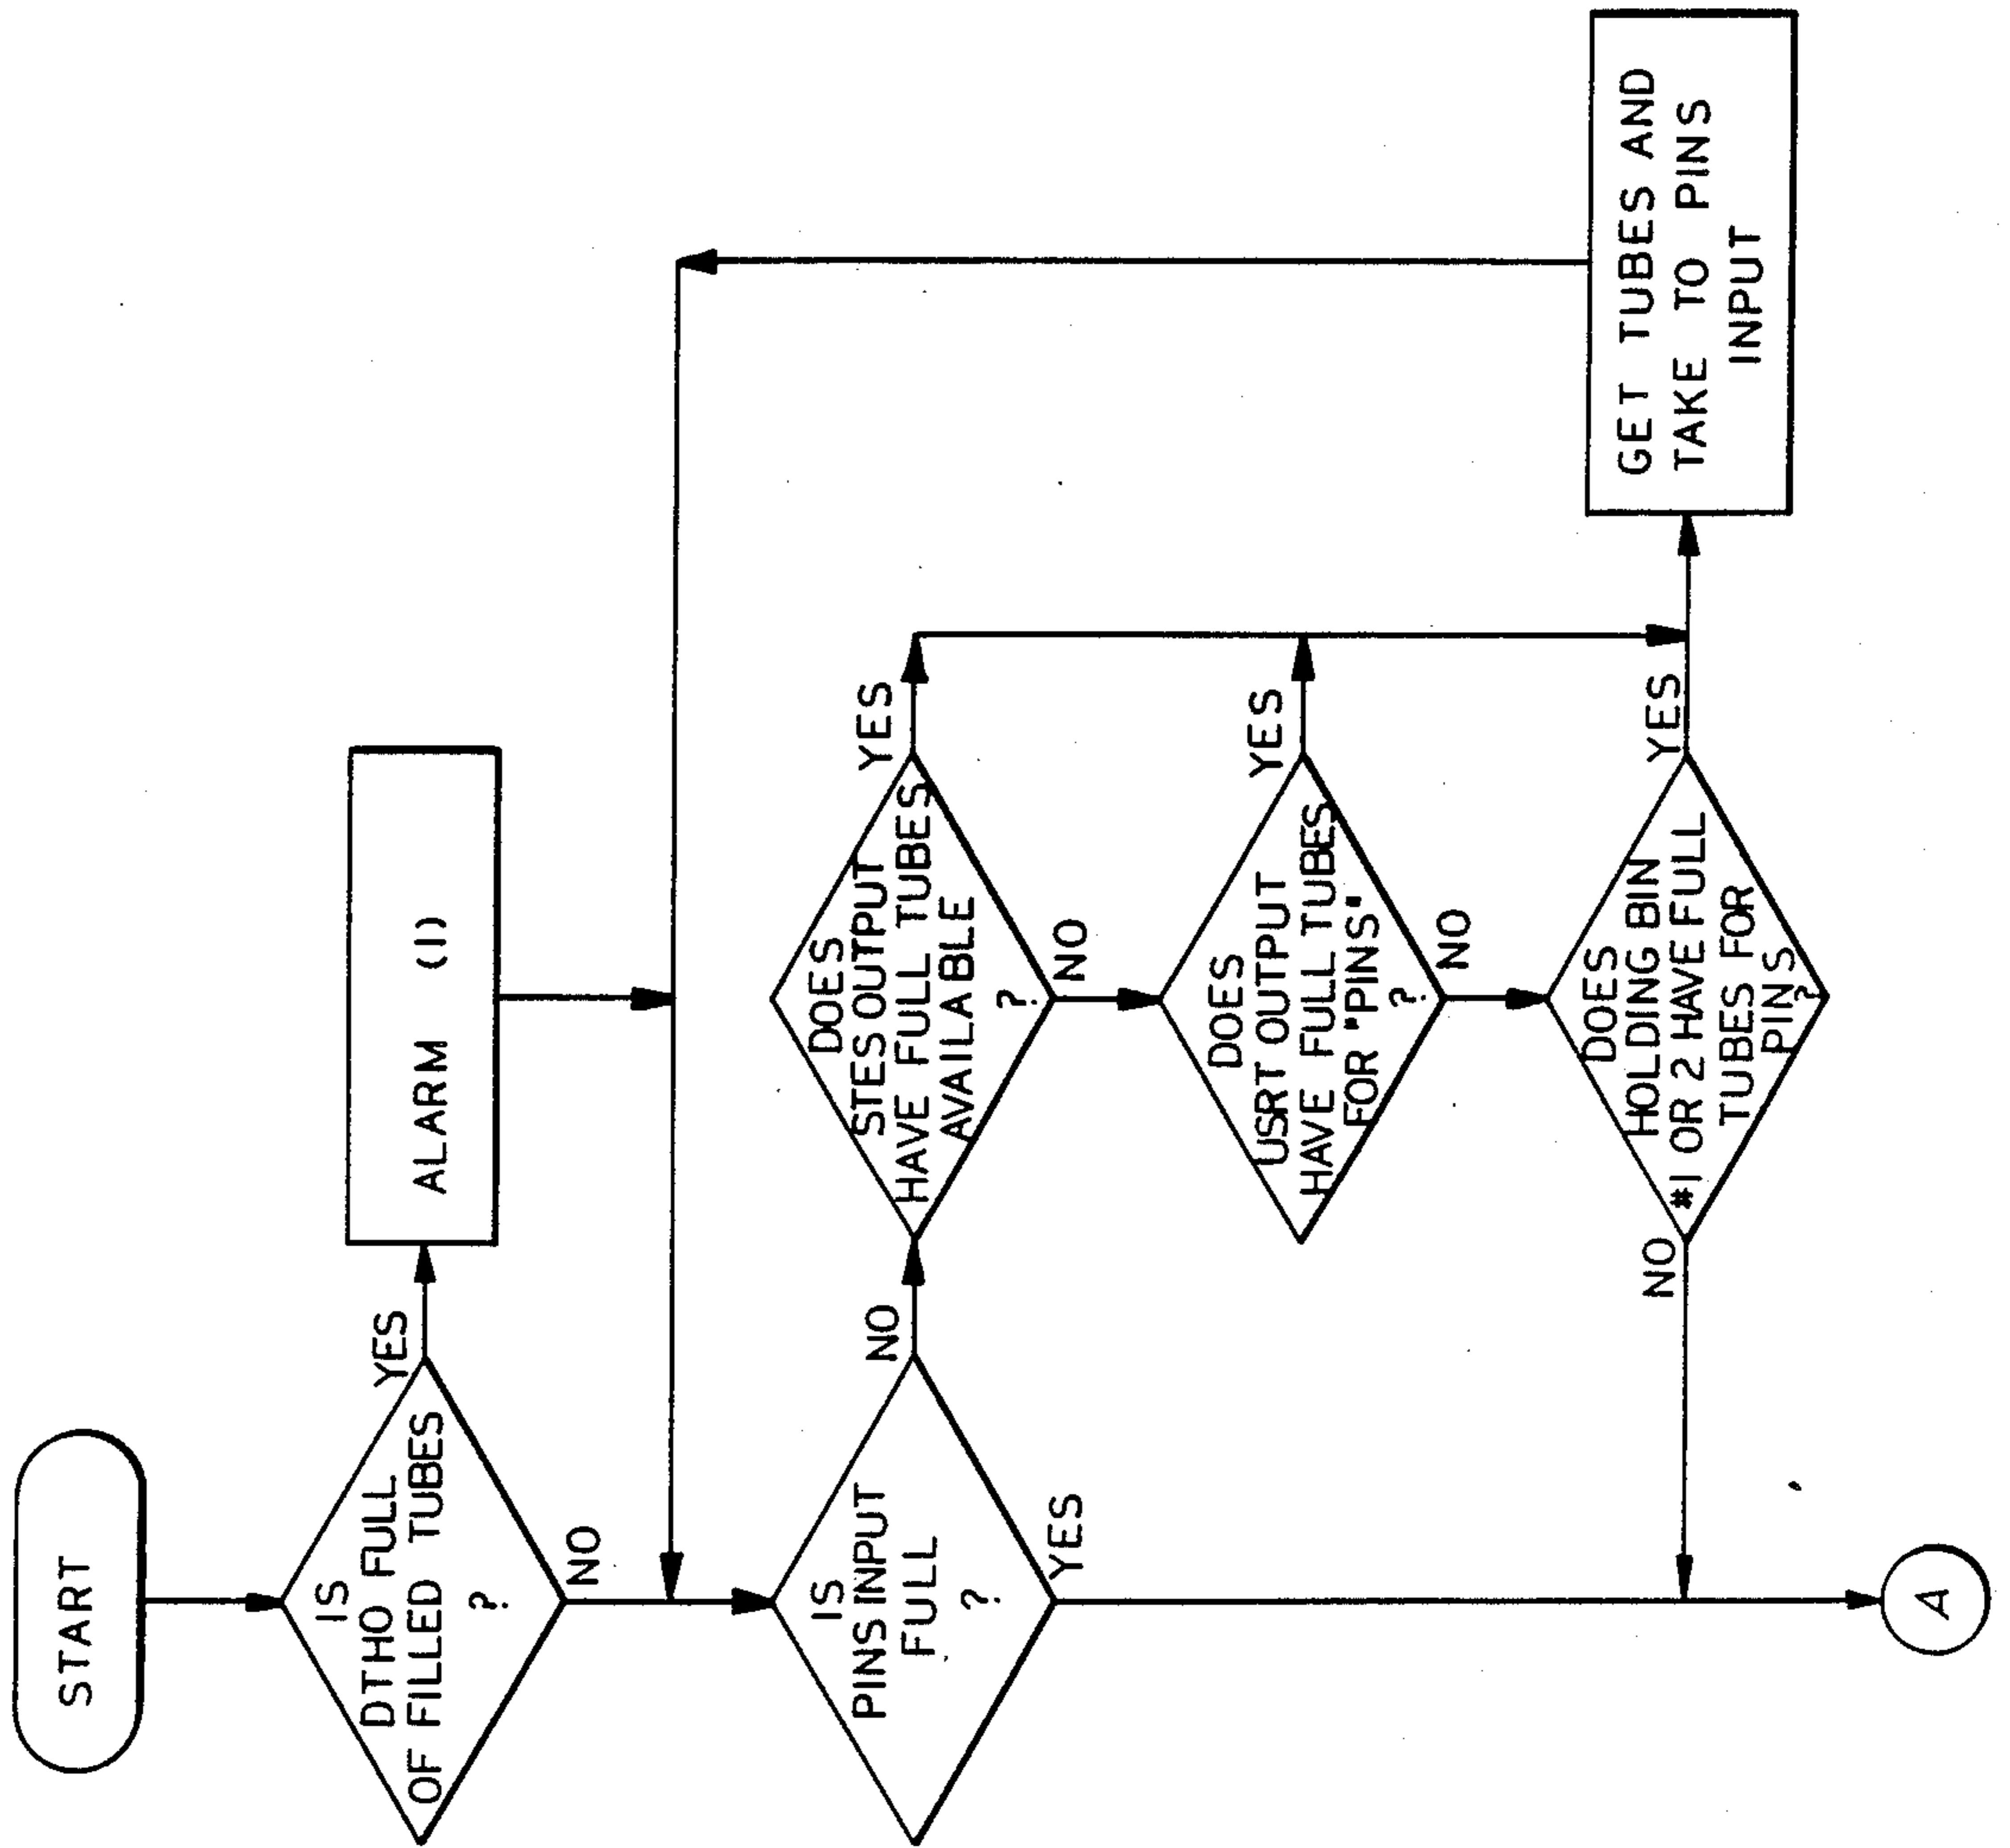 START
IS
DTHO FULL
OF FILLED TUBES
?
YES
ALARM (1)
NO
IS
PINS INPUT
FULL
?
NO
YES
DOES
STES OUTPUT
HAVE FULL TUBES
AVAILABLE
?
YES
NO
DOES
USRT OUTPUT
HAVE FULL TUBES
FOR "PINS"
?
YES
NO
DOES
HOLDING BIN
#1 OR 2 HAVE FULL
TUBES FOR
PINS
?
YES
NO
GET TUBES AND
TAKE TO PINS
INPUT
A